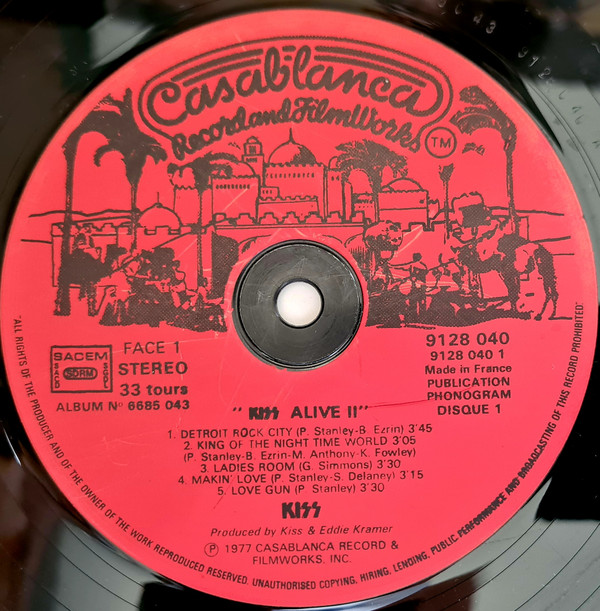 Casablanca
Record and FilmWorks
TM
SACEM
SACD SDRM SGDL
FACE 1
STEREO
33 tours
ALBUM N° 6685 043
9128 040
9128 040 1
Made in France
PUBLICATION
PHONOGRAM
DISQUE 1
"KISS ALIVE II"
1. DETROIT ROCK CITY (P. Stanley-B. Ezrin) 3'45
2. KING OF THE NIGHT TIME WORLD 3'05
(P. Stanley-B. Ezrin-M. Anthony-K. Fowley)
3. LADIES ROOM (G. Simmons) 3'30
4. MAKIN' LOVE (P. Stanley-S. Delaney) 3'15
5. LOVE GUN (P. Stanley) 3'30
KISS
Produced by Kiss & Eddie Kramer
Ⓟ 1977 CASABLANCA RECORD &
FILMWORKS, INC.
"ALL RIGHTS OF THE PRODUCER AND OF THE OWNER OF THE WORK REPRODUCED RESERVED. UNAUTHORISED COPYING, HIRING, LENDING, PUBLIC PERFORMANCE AND BROADCASTING OF THIS RECORD PROHIBITED"